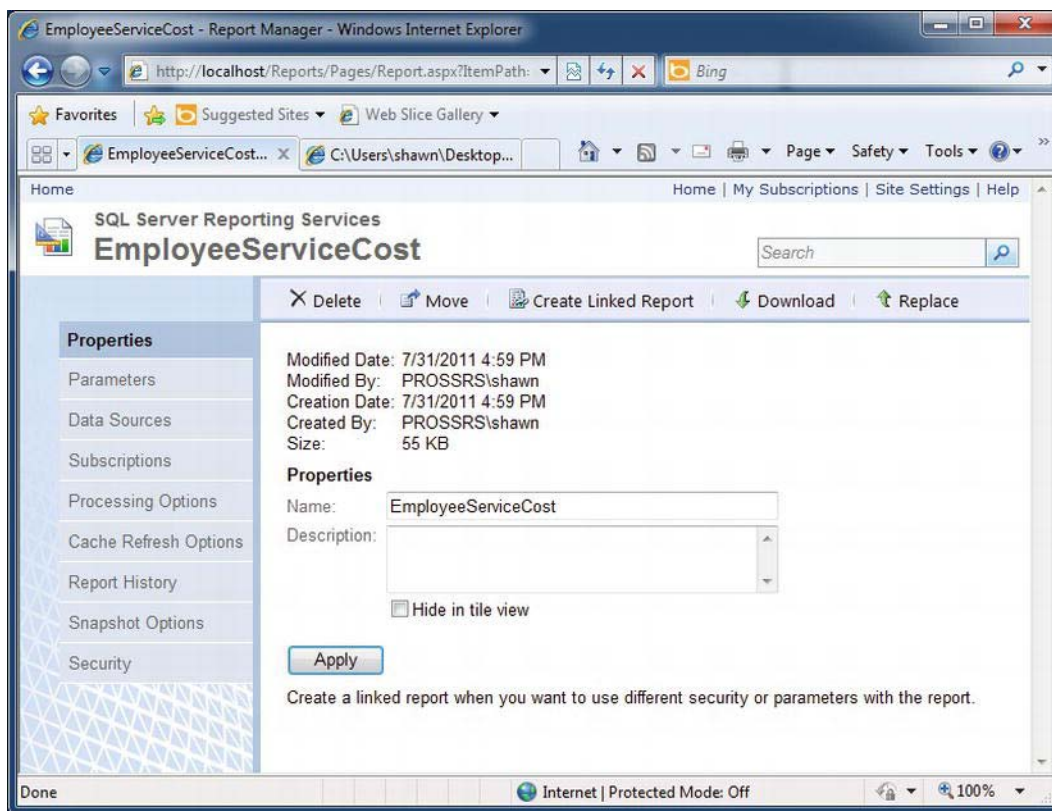 EmployeeServiceCost - Report Manager - Windows Internet Explorer
http://localhost/Reports/Pages/Report.aspx?ItemPath: Bing
Favorites Suggested Sites Web Slice Gallery
EmployeeServiceCost... X C:\Users\shawn\Desktop... Page Safety Tools »
Home Home | My Subscriptions | Site Settings | Help
SQL Server Reporting Services
EmployeeServiceCost
Search
Delete Move Create Linked Report Download Replace
Properties
Parameters
Data Sources
Subscriptions
Processing Options
Cache Refresh Options
Report History
Snapshot Options
Security
Modified Date: 7/31/2011 4:59 PM
Modified By: PROSSRS\shawn
Creation Date: 7/31/2011 4:59 PM
Created By: PROSSRS\shawn
Size: 55 KB
Properties
Name: EmployeeServiceCost
Description:
Hide in tile view
Apply
Create a linked report when you want to use different security or parameters with the report.
Done Internet | Protected Mode: Off 100%